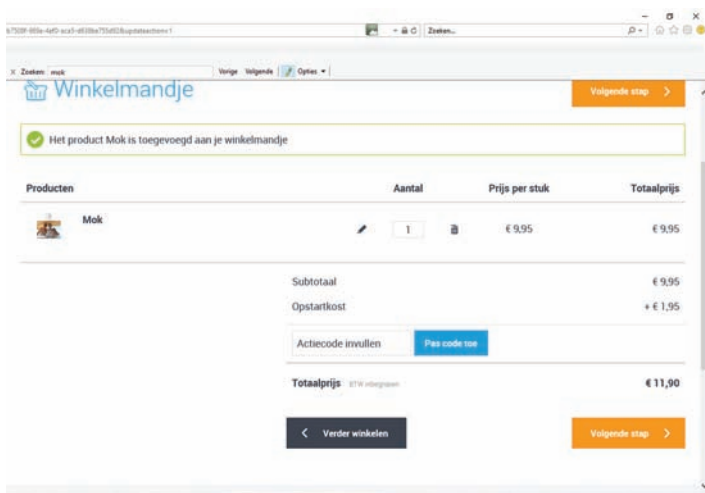 Zoeken...
× Zoeken: mok Vorige Volgende Opties
Winkelmandje
Volgende stap >
Het product Mok is toegevoegd aan je winkelmandje
Producten Aantal Prijs per stuk Totaalprijs
Mok 1 € 9,95 € 9,95
Subtotaal € 9,95
Opstartkost + € 1,95
Actiecode invullen Pas code toe
Totaalprijs BTW inbegrepen € 11,90
< Verder winkelen Volgende stap >